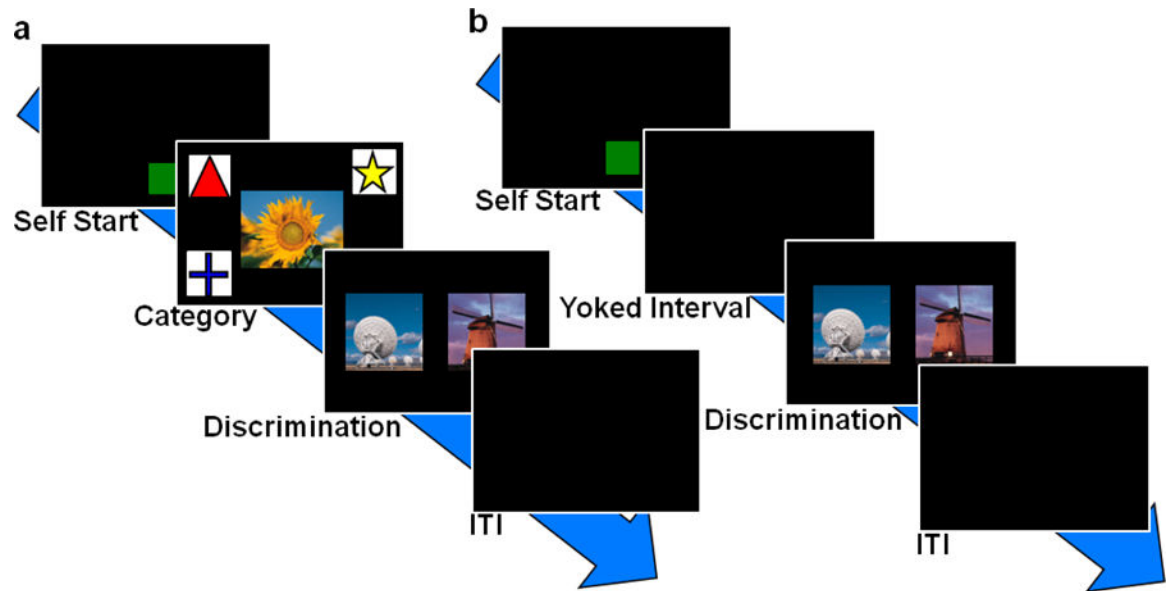 a
Self Start
Category
Discrimination
ITI
b
Self Start
Yoked Interval
Discrimination
ITI